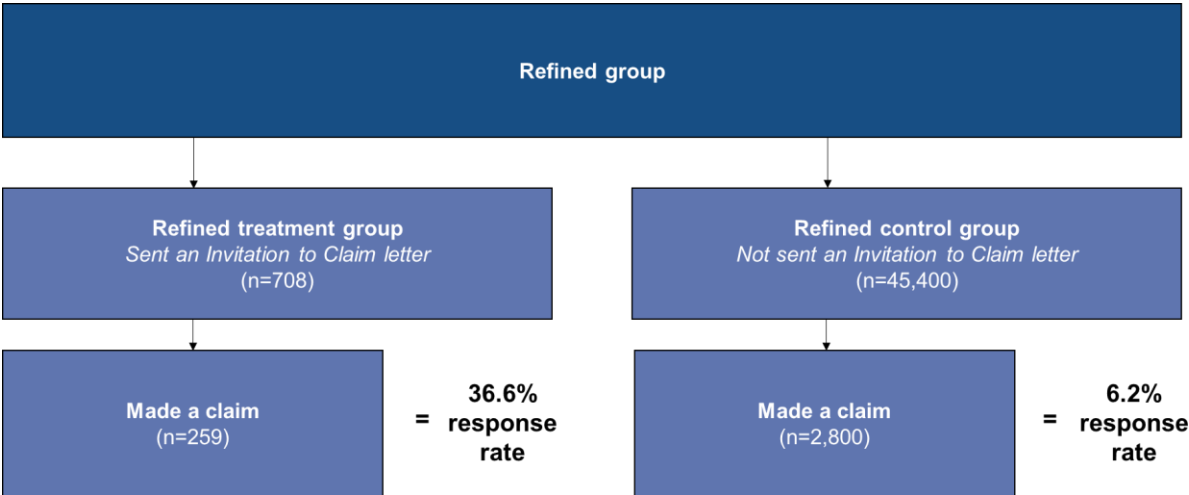 Refined group
Refined treatment group
Sent an Invitation to Claim letter
(n=708)
Refined control group
Not sent an Invitation to Claim letter
(n=45,400)
Made a claim
(n=259)
=
36.6%
response
rate
Made a claim
(n=2,800)
=
6.2%
response
rate